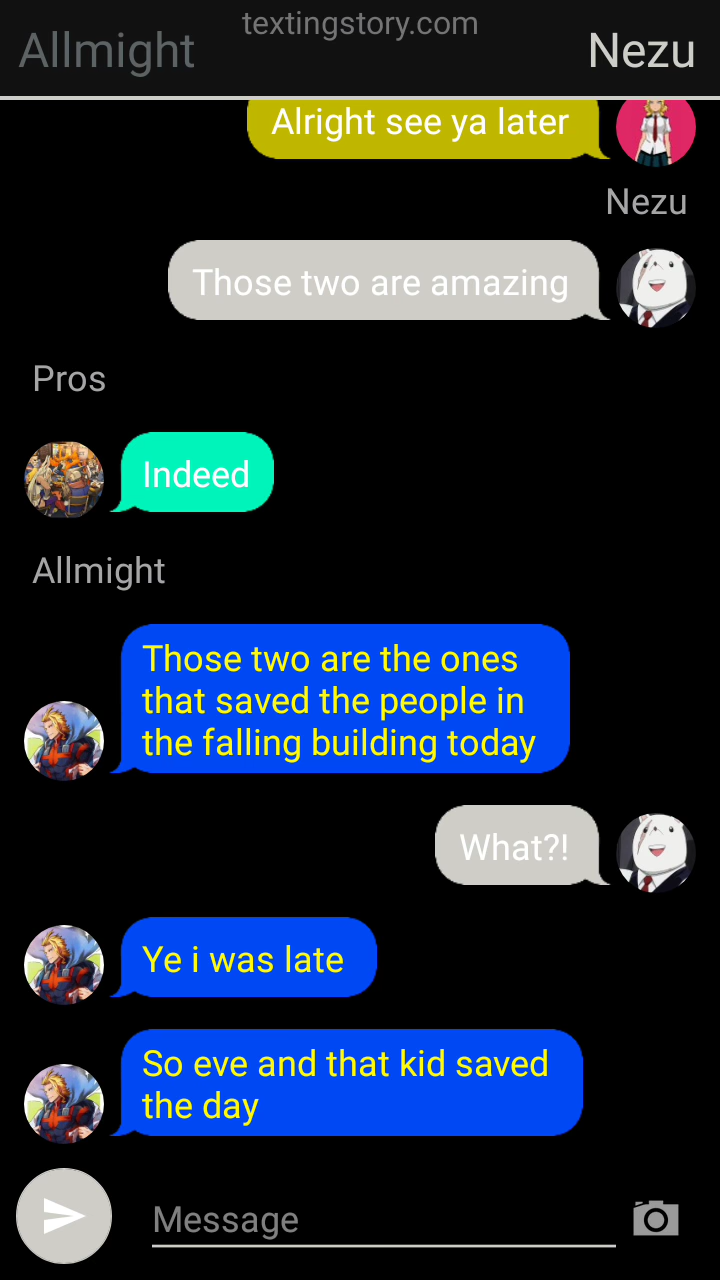 textingstory.com
Allmight
Nezu
Alright see ya later
Nezu
Those two are amazing
Pros
Indeed
Allmight
Those two are the ones
that saved the people in
the falling building today
What?!
Ye i was late
So eve and that kid saved
the day
Message